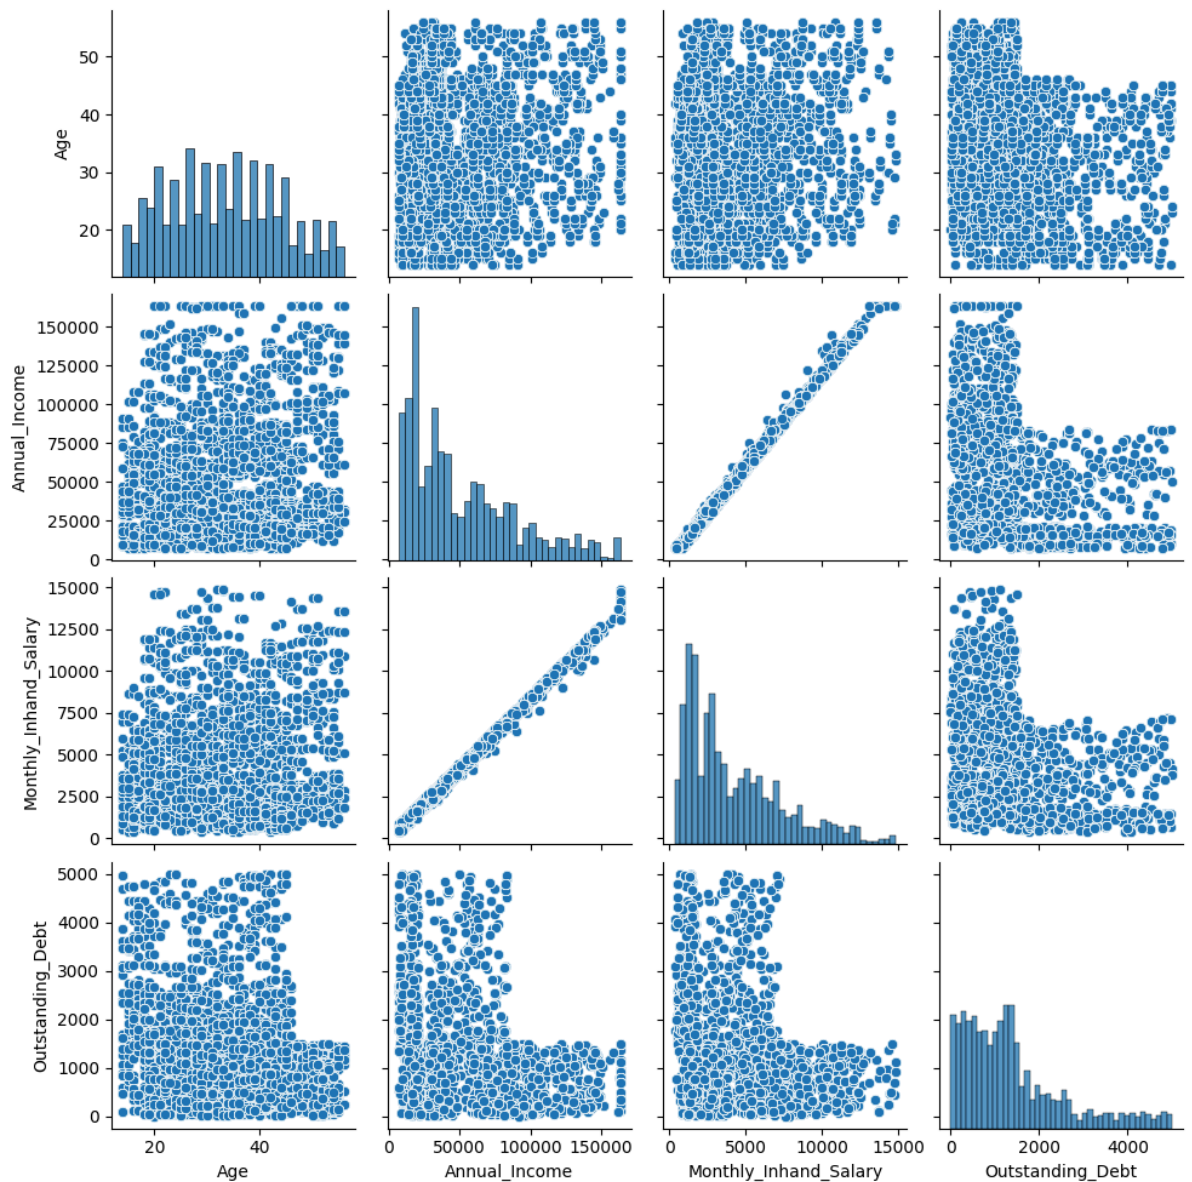 50
40
30
20
Age
150000
125000
100000
75000
50000
25000
0
Annual_Income
15000
12500
10000
7500
5000
2500
0
Monthly_Inhand_Salary
5000
4000
3000
2000
1000
0
Outstanding_Debt
20 40
0 50000 100000 150000
0 5000 10000 15000
0 2000 4000
Age
Annual_Income
Monthly_Inhand_Salary
Outstanding_Debt